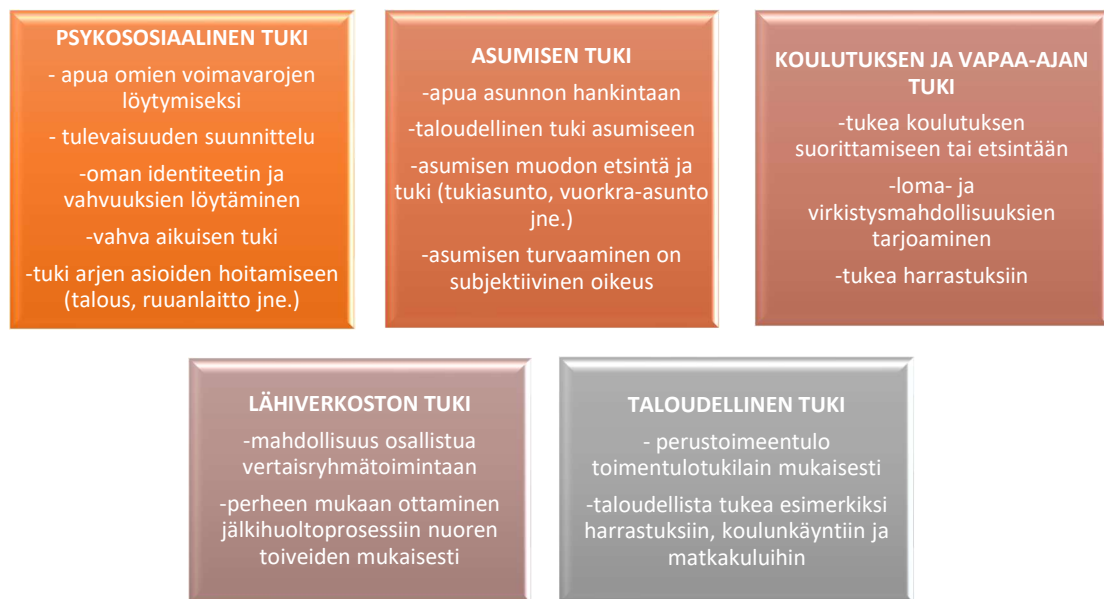 PSYKOSOSIAALINEN TUKI
- apua omien voimavarojen
löytymiseksi
- tulevaisuuden suunnittelu
-oman identiteetin ja
vahvuuksien löytäminen
-vahva aikuisen tuki
-tuki arjen asioiden hoitamiseen
(talous, ruuanlaitto jne.)
ASUMISEN TUKI
-apua asunnon hankintaan
-taloudellinen tuki asumiseen
-asumisen muodon etsintä ja
tuki (tukiasunto, vuorkra-asunto
jne.)
-asumisen turvaaminen on
subjektiivinen oikeus
KOULUTUKSEN JA VAPAA-AJAN
TUKI
-tukea koulutuksen
suorittamiseen tai etsintään
-loma- ja
virkistysmahdollisuuksien
tarjoaminen
-tukea harrastuksiin
LÄHIVERKOSTON TUKI
-mahdollisuus osallistua
vertaisryhmätoimintaan
-perheen mukaan ottaminen
jälkihuoltoprosessiin nuoren
toiveiden mukaisesti
TALOUDELLINEN TUKI
- perustoimeentulo
toimentulotukilain mukaisesti
-taloudellista tukea esimerkiksi
harrastuksiin, koulunkäyntiin ja
matkakuluihin